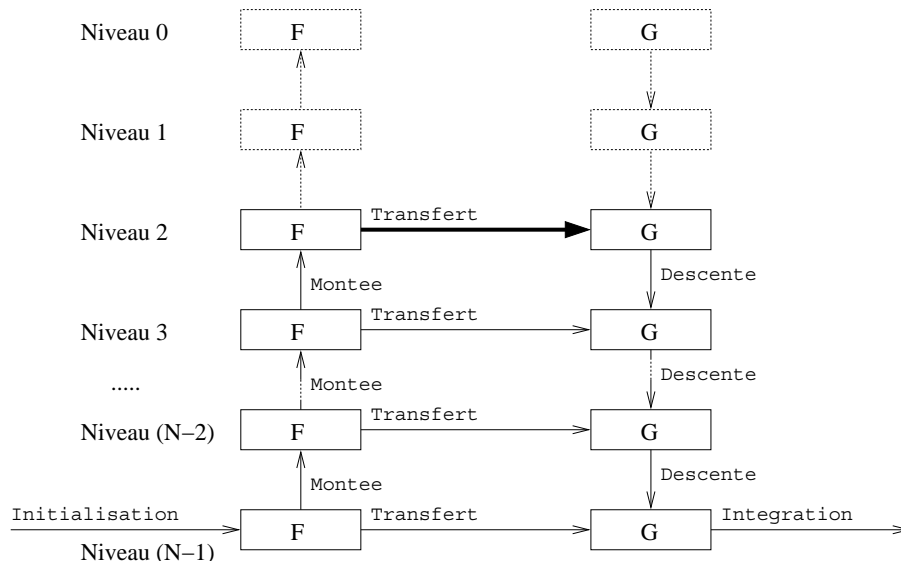 Niveau 0 F G
Niveau 1 F G
Transfert
Niveau 2 F G
Montee Descente
Transfert
Niveau 3 F G
..... Montee Descente
Transfert
Niveau (N−2) F G
Montee Descente
Initialisation Transfert Integration
F G
Niveau (N−1)